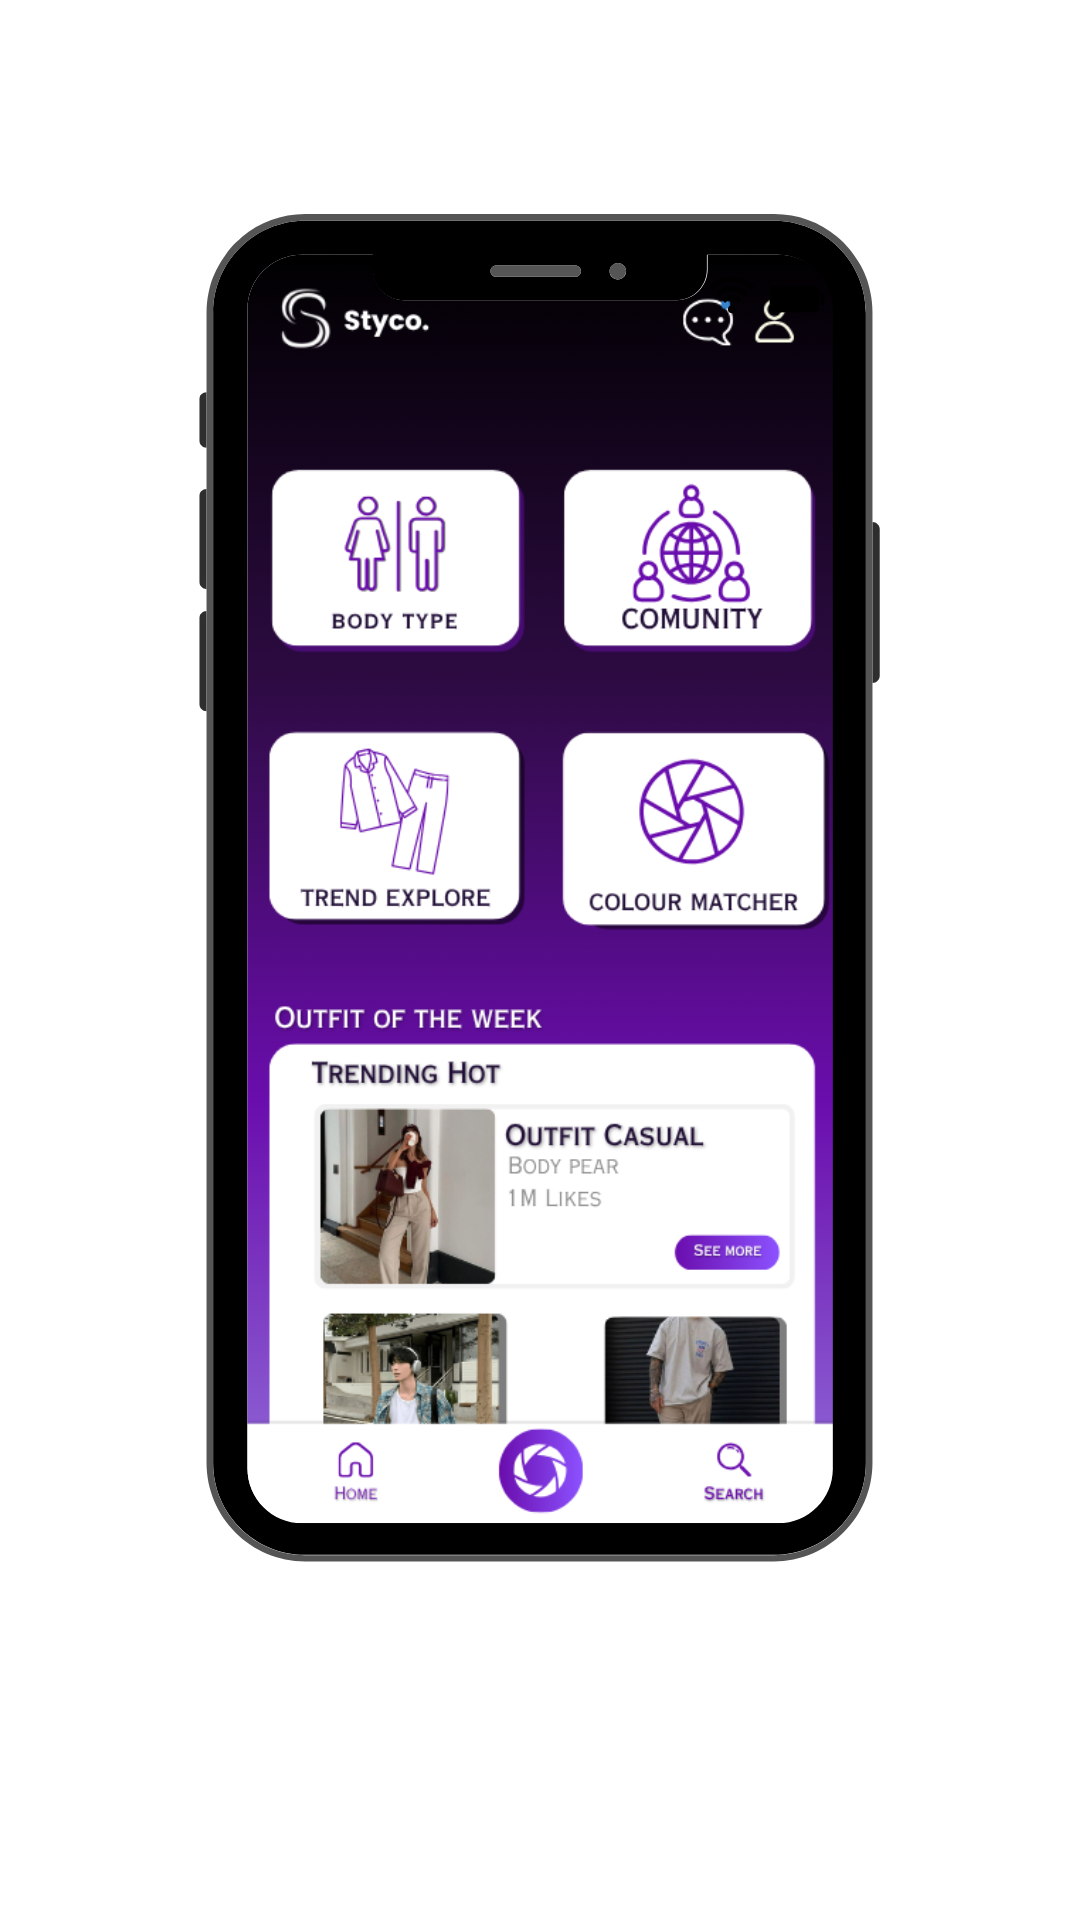 Styco.
BODY TYPE
COMUNITY
TREND EXPLORE
COLOUR MATCHER
OUTFIT OF THE WEEK
TRENDING HOT
OUTFIT CASUAL
BODY PEAR
1M LIKES
SEE MORE
HOME
SEARCH